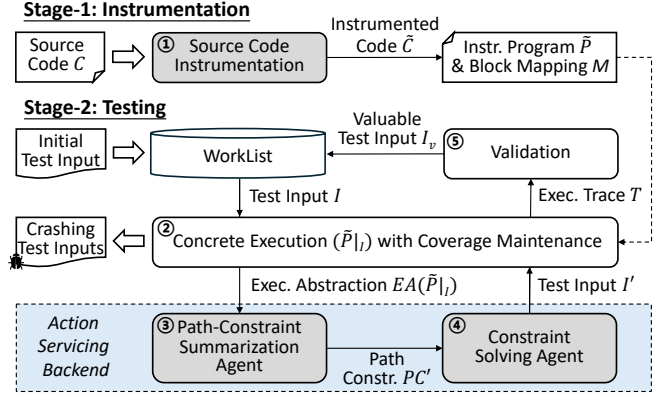 Stage-1: Instrumentation
Source
Code C
① Source Code
Instrumentation
Instrumented
Code C̃
Instr. Program P̃
& Block Mapping M
Stage-2: Testing
Initial
Test Input
WorkList
Valuable
Test Input I_v
⑤
Validation
Test Input I
Exec. Trace T
Crashing
Test Inputs
② Concrete Execution (P̃|_I) with Coverage Maintenance
Exec. Abstraction EA(P̃|_I)
Test Input I′
Action
Servicing
Backend
③ Path-Constraint
Summarization
Agent
Path
Constr. PC′
④ Constraint
Solving Agent